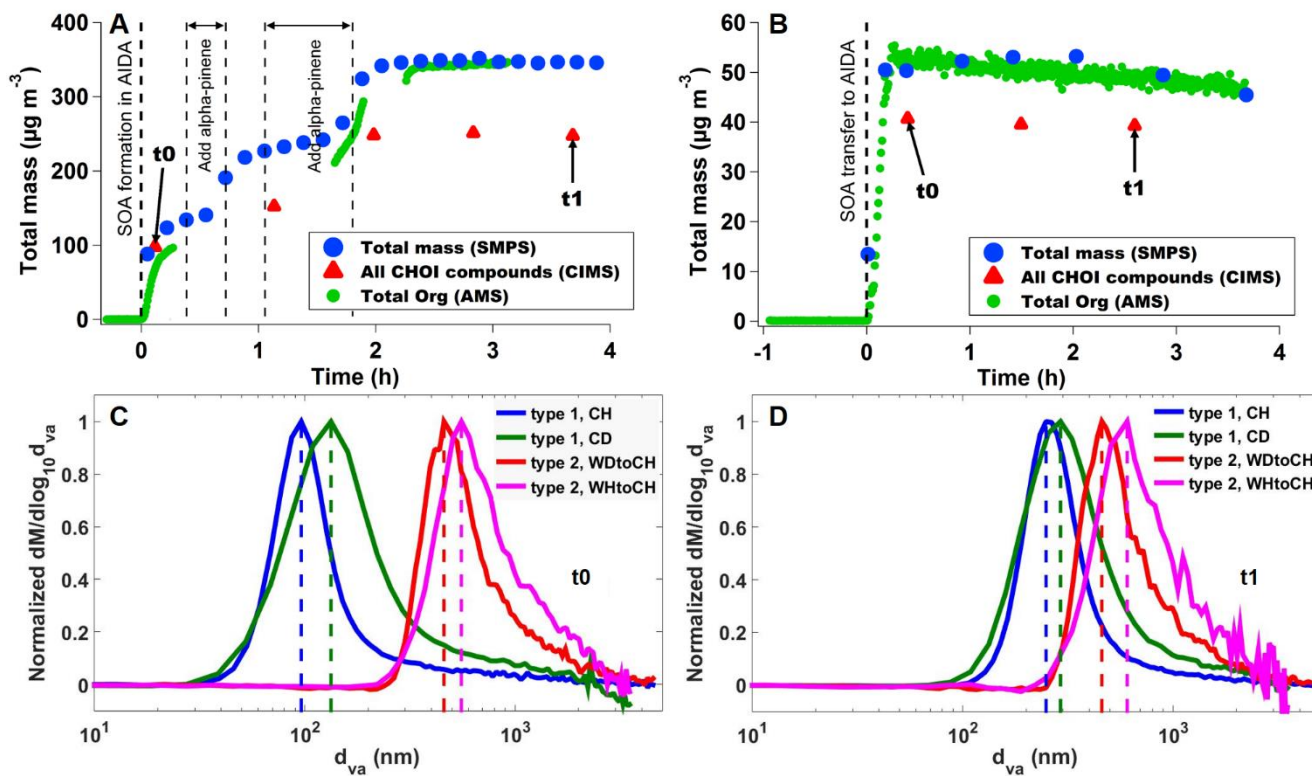 A
400
300
200
100
0
Total mass (µg m⁻³)
SOA formation in AIDA
Add alpha-pinene
Add alpha-pinene
t0
t1
Total mass (SMPS)
All CHOI compounds (CIMS)
Total Org (AMS)
0 1 2 3 4
Time (h)
B
60
50
40
30
20
10
0
Total mass (µg m⁻³)
SOA transfer to AIDA
t0
t1
Total mass (SMPS)
All CHOI compounds (CIMS)
Total Org (AMS)
-1 0 1 2 3 4
Time (h)
C
1
0.8
0.6
0.4
0.2
0
Normalized dM/dlog₁₀ dva
type 1, CH
type 1, CD
type 2, WDtoCH
type 2, WHtoCH
t0
10¹ 10² 10³
dva (nm)
D
1
0.8
0.6
0.4
0.2
0
Normalized dM/dlog₁₀ dva
type 1, CH
type 1, CD
type 2, WDtoCH
type 2, WHtoCH
t1
10¹ 10² 10³
dva (nm)